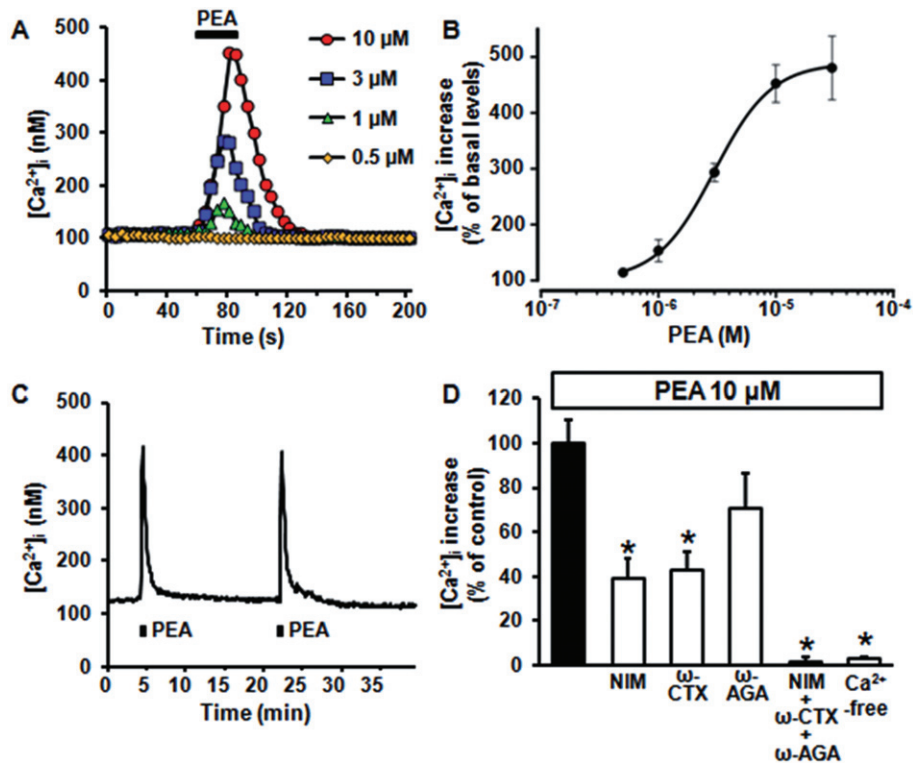 A
PEA
10 μM
3 μM
1 μM
0.5 μM
500
400
300
200
100
0
[Ca²⁺]ᵢ (nM)
0 40 80 120 160 200
Time (s)
B
500
400
300
200
100
[Ca²⁺]ᵢ increase
(% of basal levels)
10⁻⁷ 10⁻⁶ 10⁻⁵ 10⁻⁴
PEA (M)
C
500
400
300
200
100
0
[Ca²⁺]ᵢ (nM)
PEA PEA
0 5 10 15 20 25 30 35
Time (min)
D
PEA 10 μM
120
100
80
60
40
20
0
[Ca²⁺]ᵢ increase
(% of control)
* * * *
NIM
ω-
CTX
ω-
AGA
NIM
+
ω-CTX
+
ω-AGA
Ca²⁺
-free